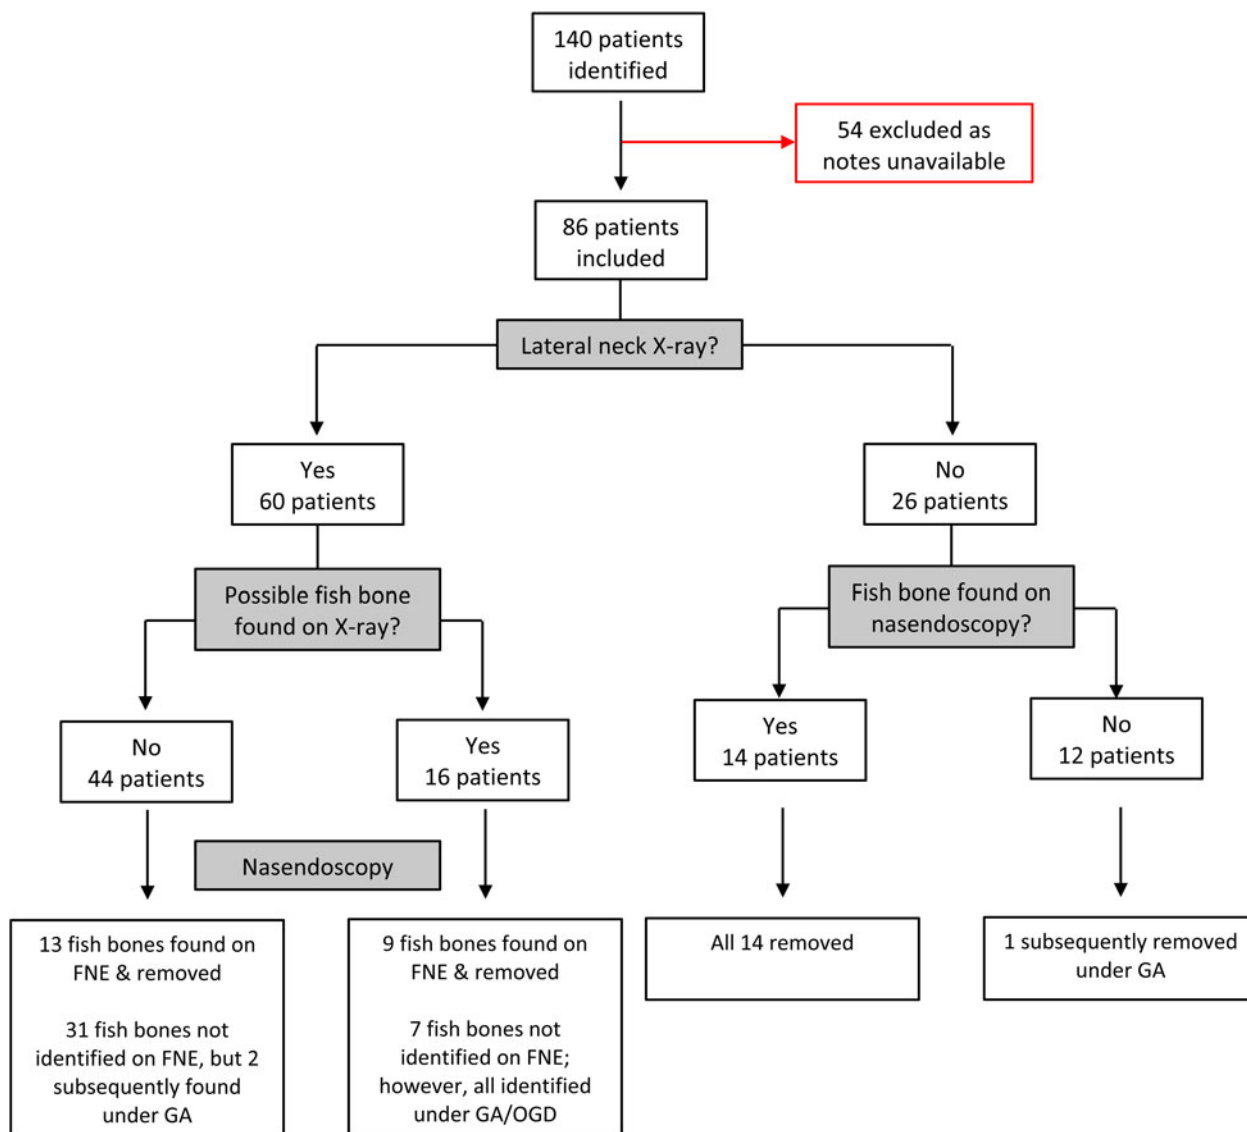 140 patients
identified
54 excluded as
notes unavailable
86 patients
included
Lateral neck X-ray?
Yes
60 patients
No
26 patients
Possible fish bone
found on X-ray?
Fish bone found on
nasendoscopy?
No
44 patients
Yes
16 patients
Yes
14 patients
No
12 patients
Nasendoscopy
13 fish bones found on
FNE & removed
31 fish bones not
identified on FNE, but 2
subsequently found
under GA
9 fish bones found on
FNE & removed
7 fish bones not
identified on FNE;
however, all identified
under GA/OGD
All 14 removed
1 subsequently removed
under GA